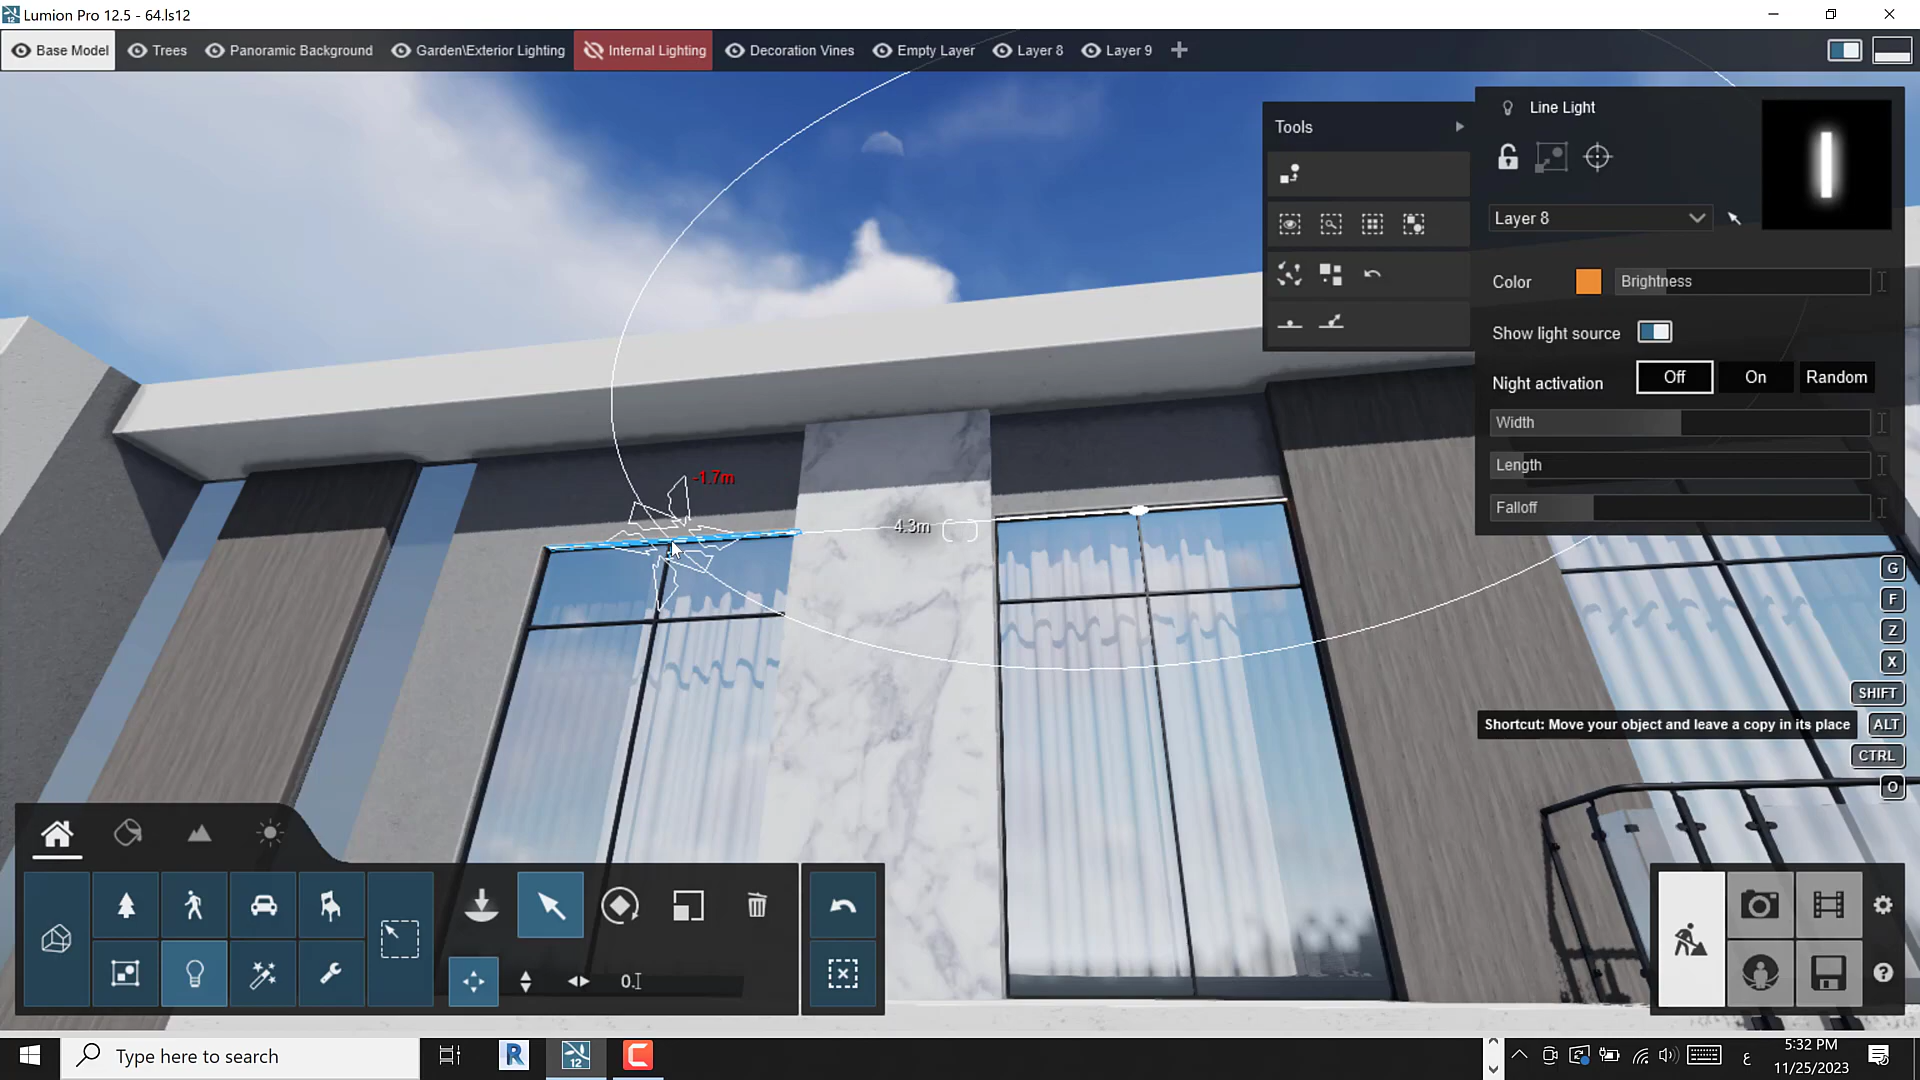 Lumion Pro 12.5 - 64.ls12
Base Model
Trees
Panoramic Background
Garden\Exterior Lighting
Internal Lighting
Decoration Vines
Empty Layer
Layer 8
Layer 9
Tools
Line Light
Layer 8
Color
Brightness
Show light source
Night activation
Off
On
Random
Width
Length
Falloff
-1.7m
4.3m
G
F
Z
X
SHIFT
Shortcut: Move your object and leave a copy in its place
ALT
CTRL
O
0.
Type here to search
R
12
C
ع
5:32 PM
11/25/2023